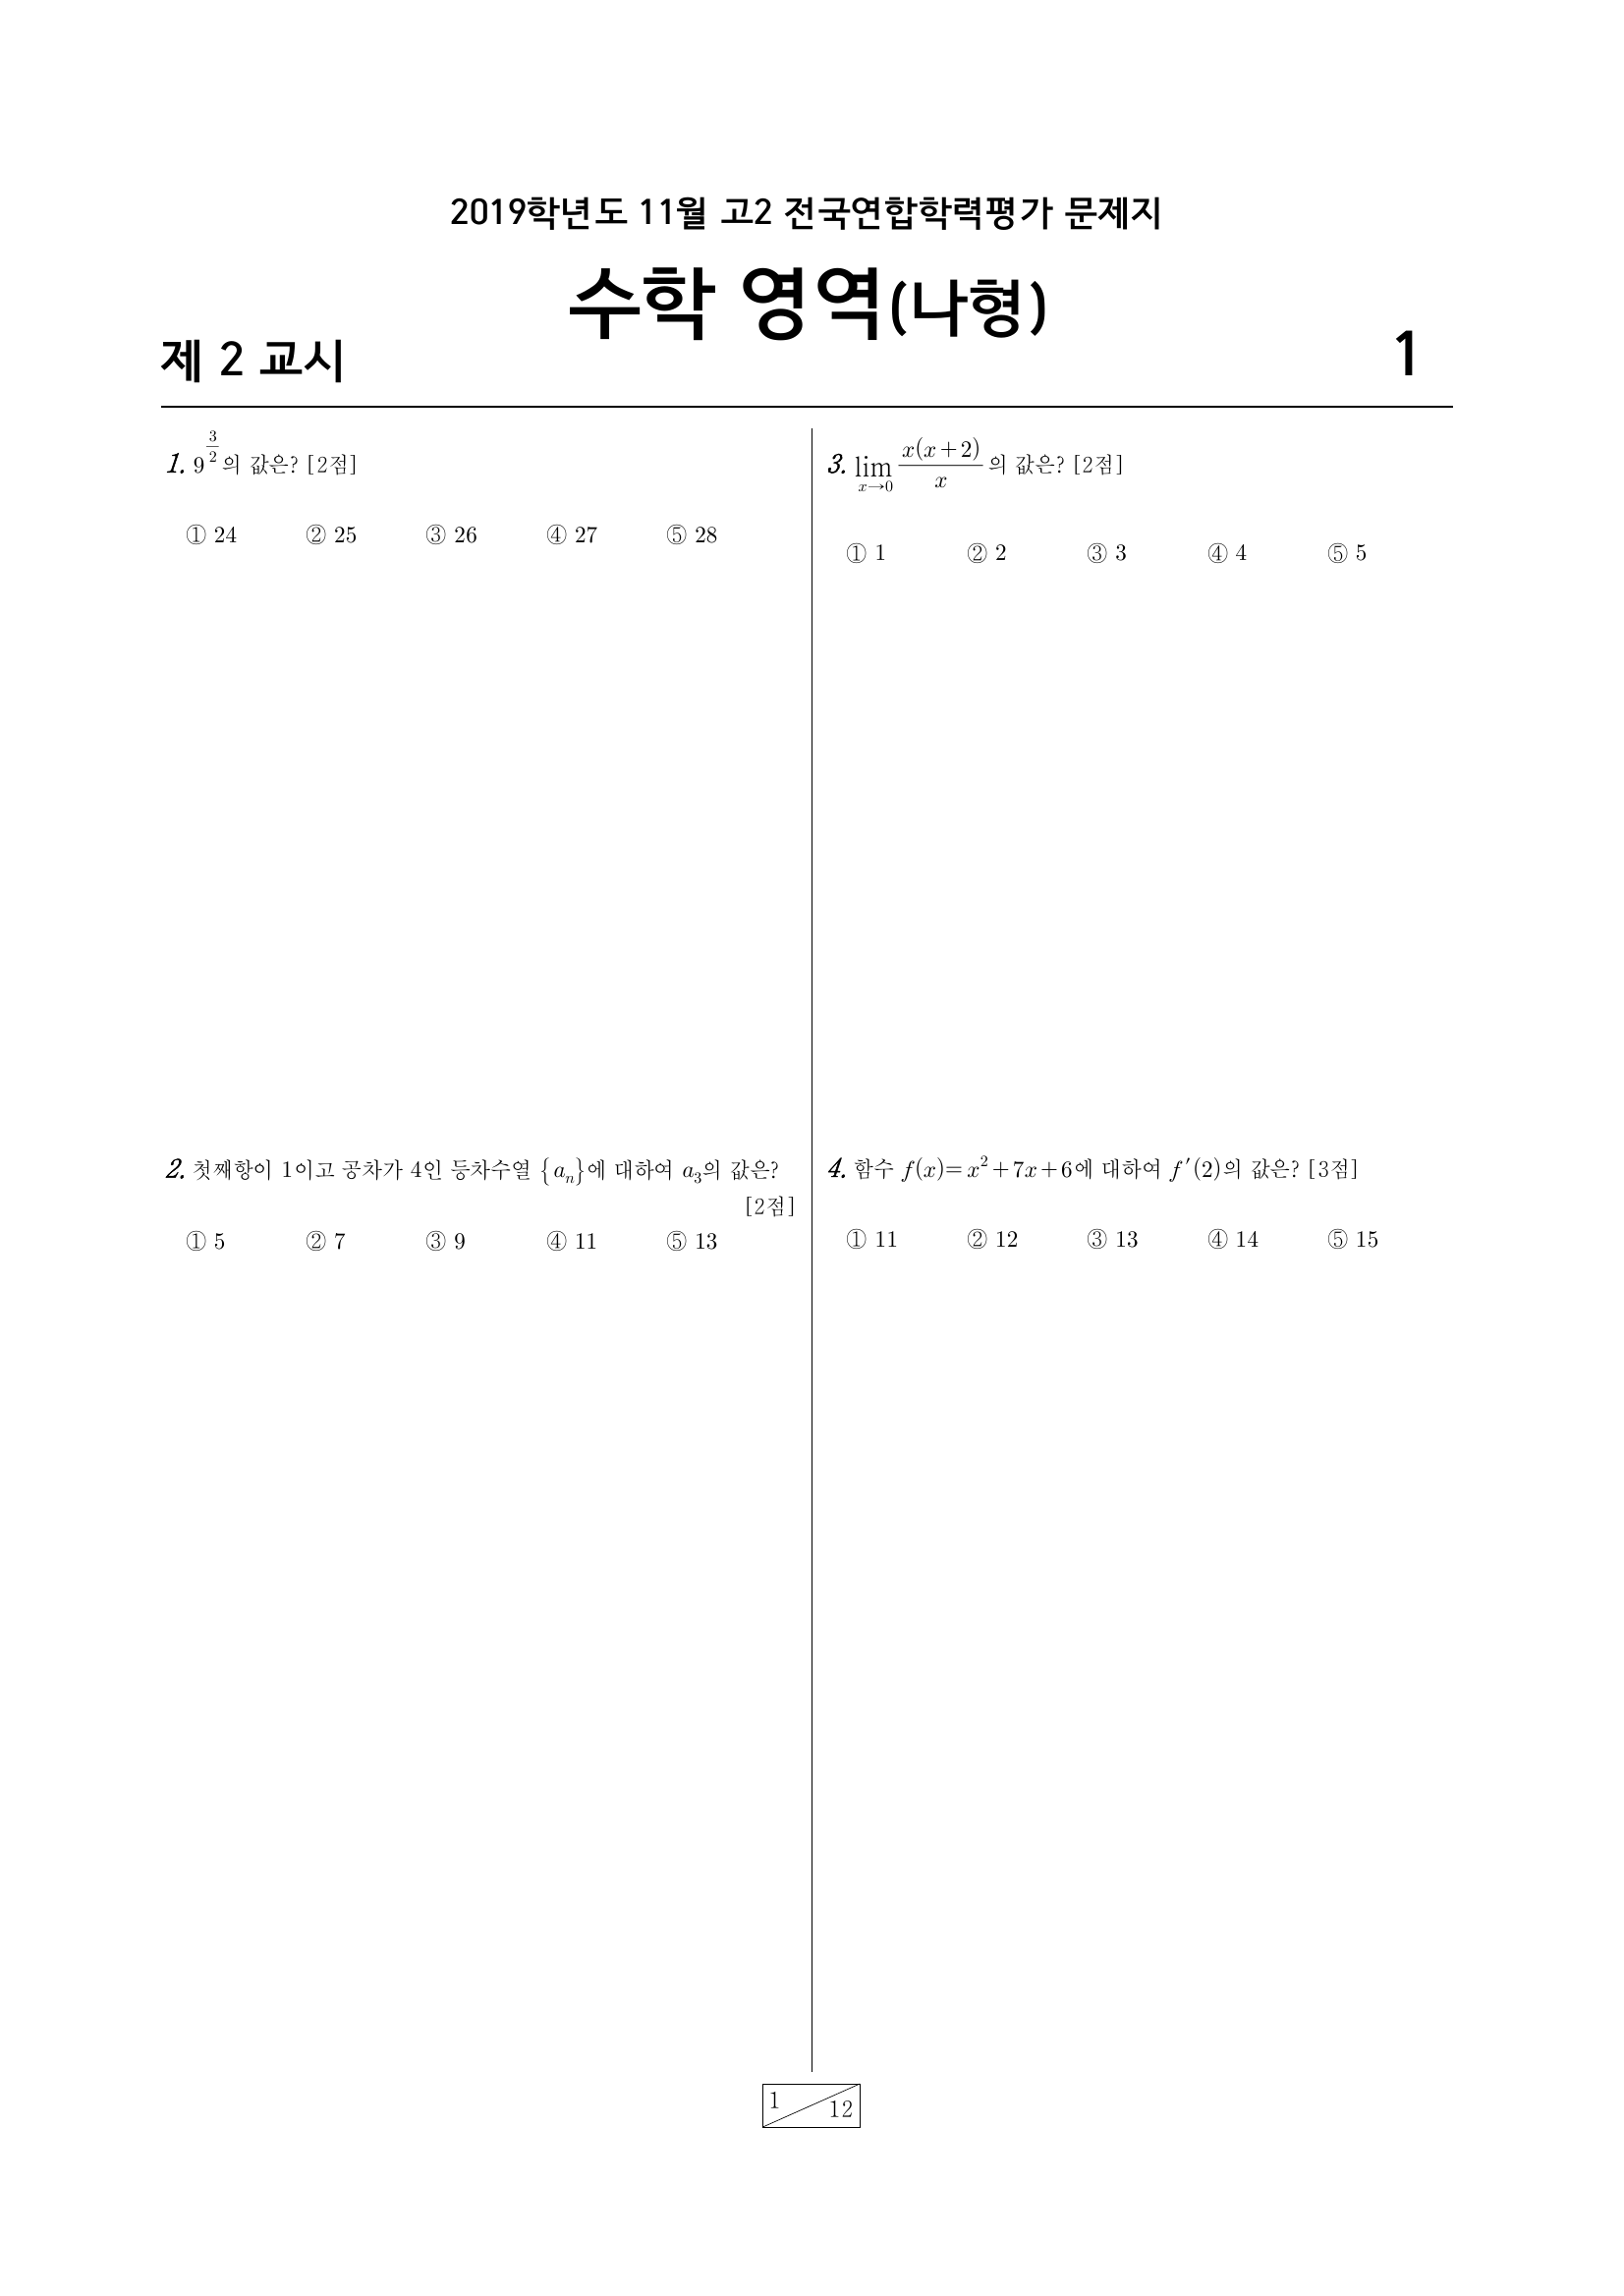 2019학년도 11월 고2 전국연합학력평가 문제지
수학 영역(나형)
제 2 교시
1
1. 9^{3/2}의 값은? [2점]
① 24 ② 25 ③ 26 ④ 27 ⑤ 28
2. 첫째항이 1이고 공차가 4인 등차수열 {a_n}에 대하여 a_3의 값은?
[2점]
① 5 ② 7 ③ 9 ④ 11 ⑤ 13
3. lim_{x→0} x(x+2)/x 의 값은? [2점]
① 1 ② 2 ③ 3 ④ 4 ⑤ 5
4. 함수 f(x)=x²+7x+6에 대하여 f′(2)의 값은? [3점]
① 11 ② 12 ③ 13 ④ 14 ⑤ 15
1
12